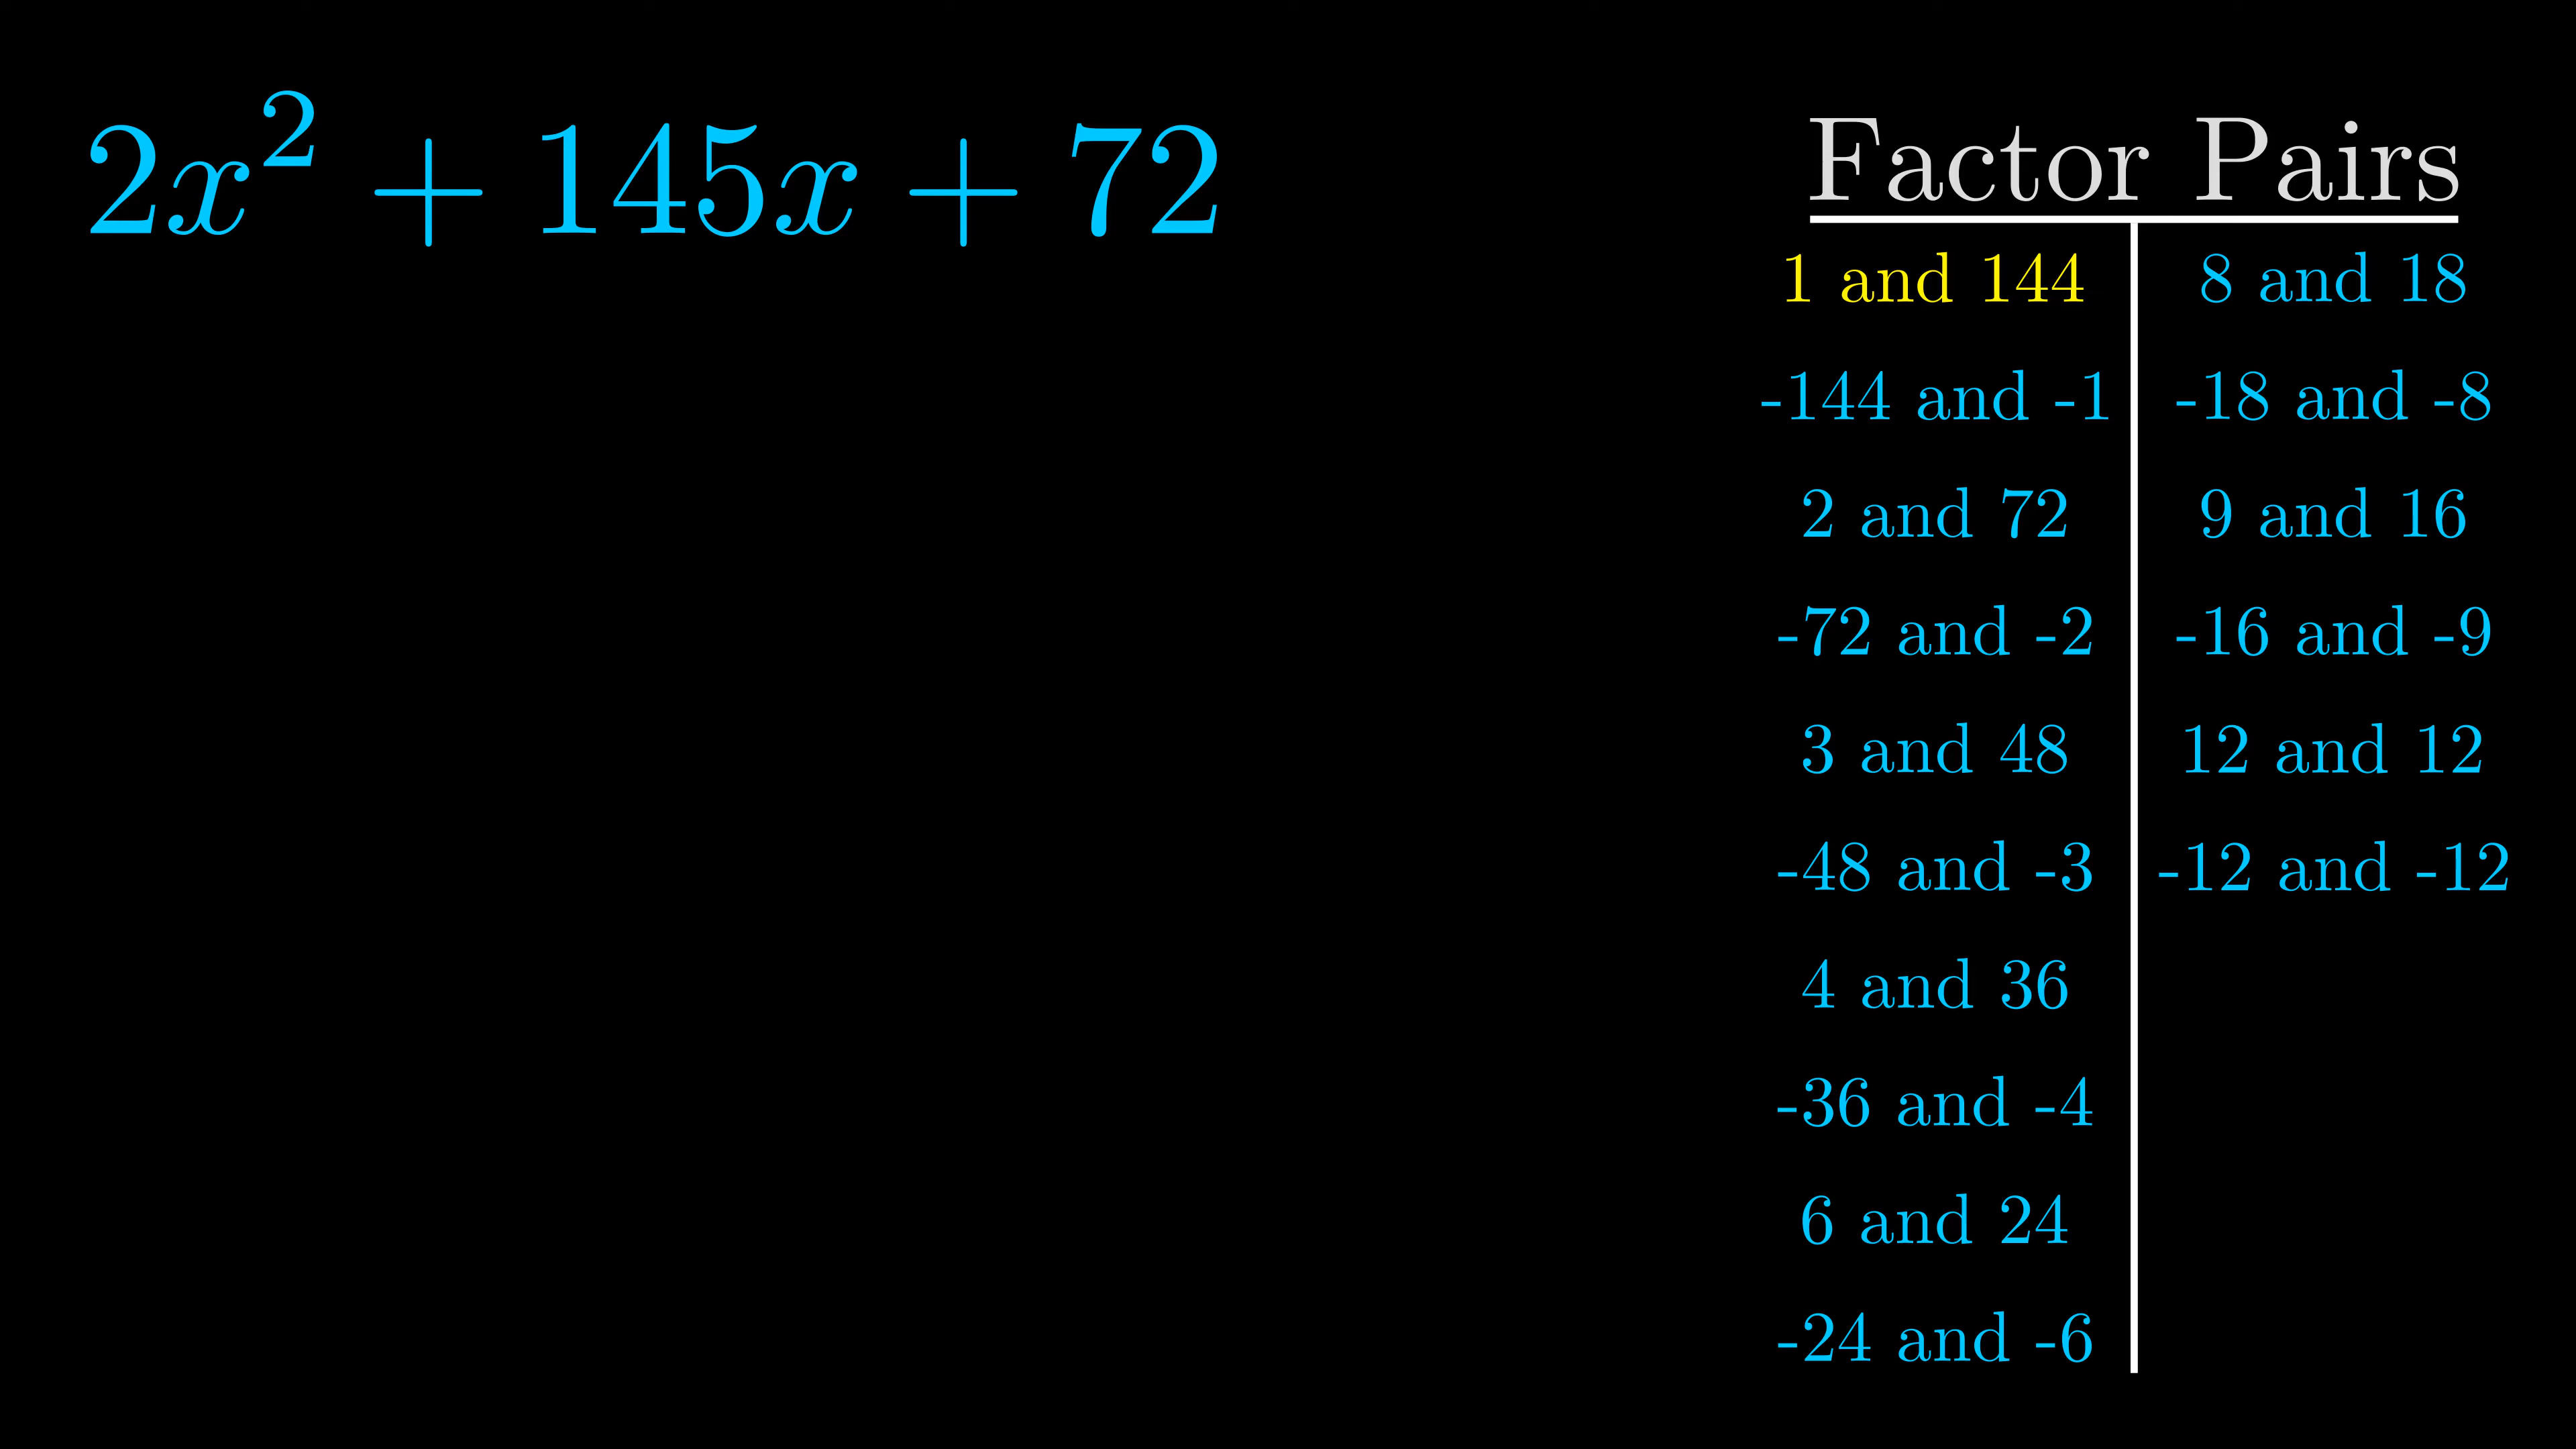 2x² + 145x + 72
Factor Pairs
1 and 144
-144 and -1
2 and 72
-72 and -2
3 and 48
-48 and -3
4 and 36
-36 and -4
6 and 24
-24 and -6
8 and 18
-18 and -8
9 and 16
-16 and -9
12 and 12
-12 and -12